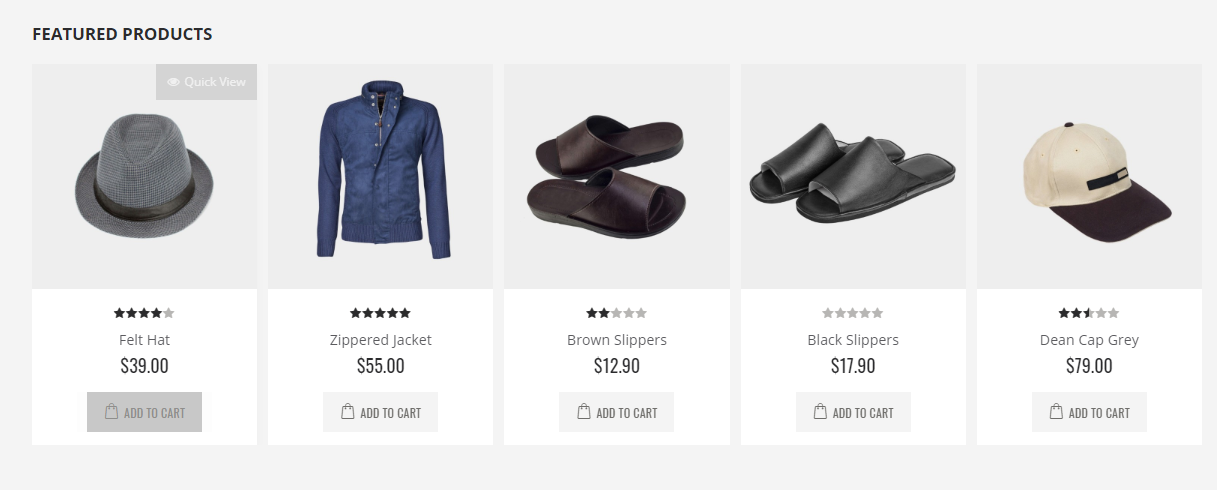 FEATURED PRODUCTS
Quick View
Felt Hat
$39.00
ADD TO CART
Zippered Jacket
$55.00
ADD TO CART
Brown Slippers
$12.90
ADD TO CART
Black Slippers
$17.90
ADD TO CART
Dean Cap Grey
$79.00
ADD TO CART